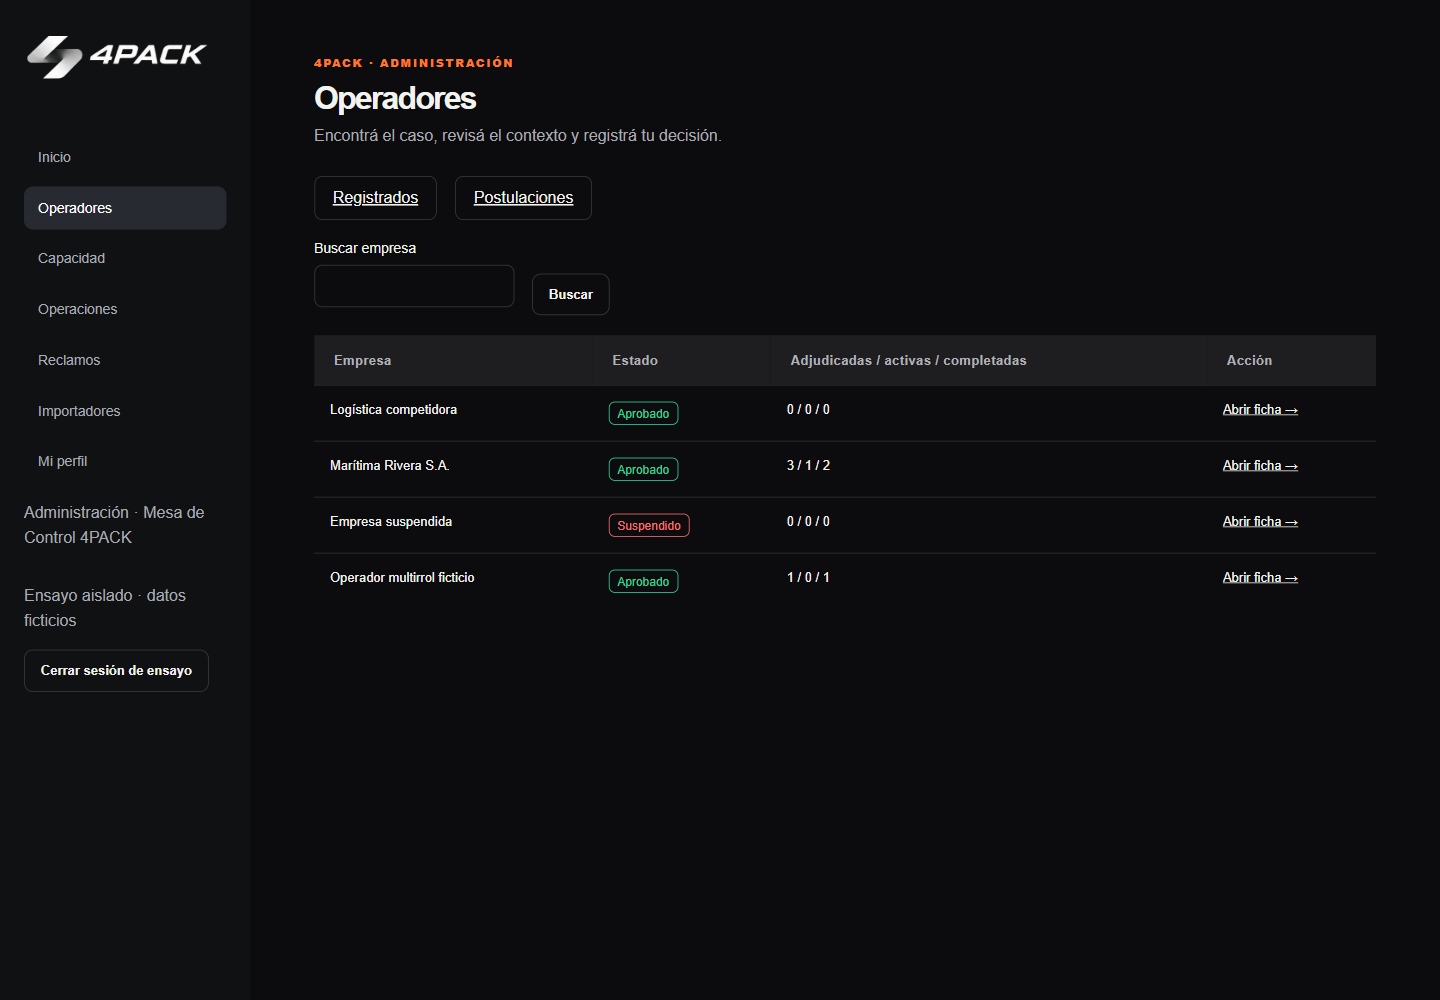 4PACK
Inicio
Operadores
Capacidad
Operaciones
Reclamos
Importadores
Mi perfil
Administración · Mesa de
Control 4PACK
Ensayo aislado · datos
ficticios
Cerrar sesión de ensayo
4PACK · ADMINISTRACIÓN
Operadores
Encontrá el caso, revisá el contexto y registrá tu decisión.
Registrados Postulaciones
Buscar empresa
Buscar
Empresa Estado Adjudicadas / activas / completadas Acción
Logística competidora Aprobado 0 / 0 / 0 Abrir ficha →
Marítima Rivera S.A. Aprobado 3 / 1 / 2 Abrir ficha →
Empresa suspendida Suspendido 0 / 0 / 0 Abrir ficha →
Operador multirrol ficticio Aprobado 1 / 0 / 1 Abrir ficha →